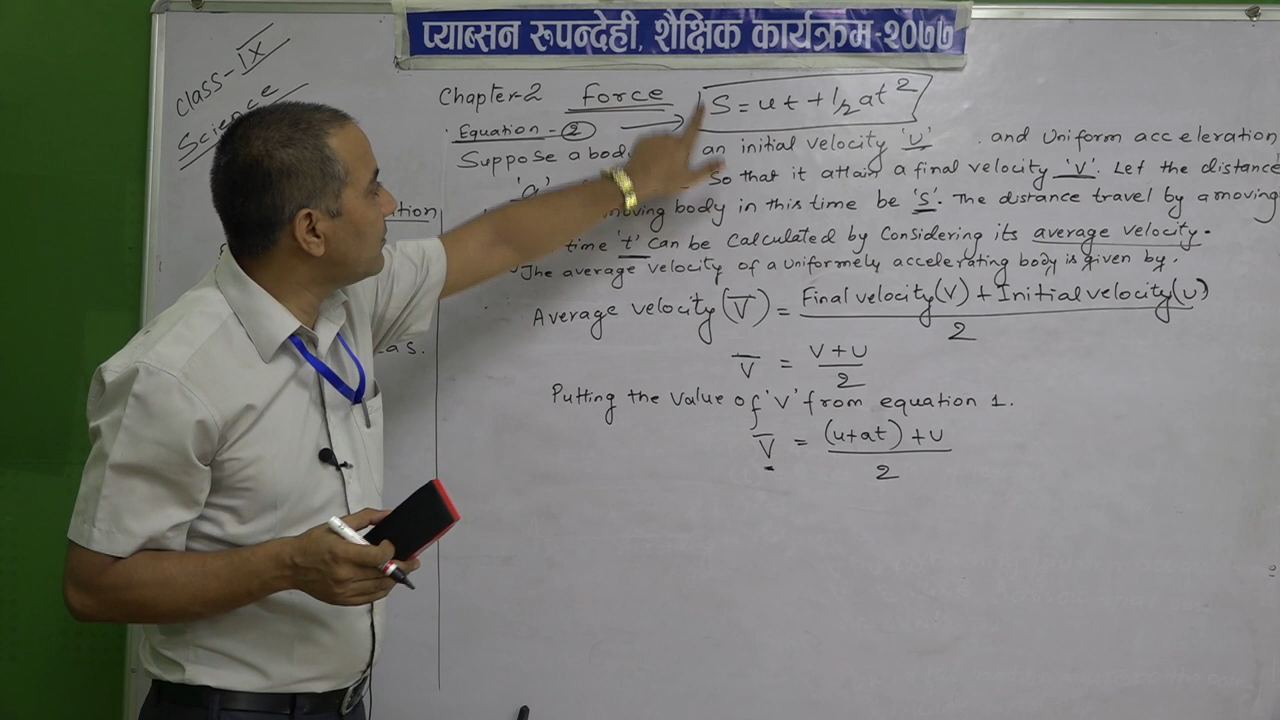 प्याब्सन रुपन्देही, शैक्षिक कार्यक्रम-२०७७
Class-IX
Science
Chapter-2 Force S = ut + 1/2 at²
Equation - 2
Suppose a body an initial velocity 'u' and Uniform acceleration
'a' So that it attain a final velocity 'v'. Let the distance
moving body in this time be 's'. The distance travel by a moving
time 't' can be calculated by considering its average velocity.
The average velocity of a uniformely accelerating body is given by.
Average velocity (V̅) = Final velocity(V) + Initial velocity(u) / 2
V̅ = V+u / 2
Putting the value of 'v' from equation 1.
V̅ = (u+at) + u / 2
as.